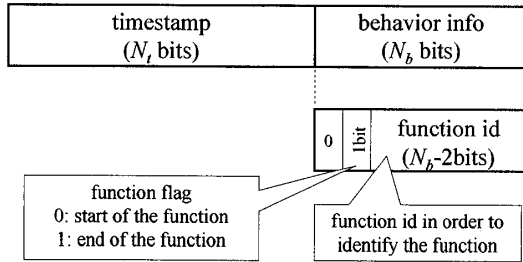 timestamp
(N_t bits)
behavior info
(N_b bits)
0
1bit
function id
(N_b-2bits)
function flag
0: start of the function
1: end of the function
function id in order to
identify the function